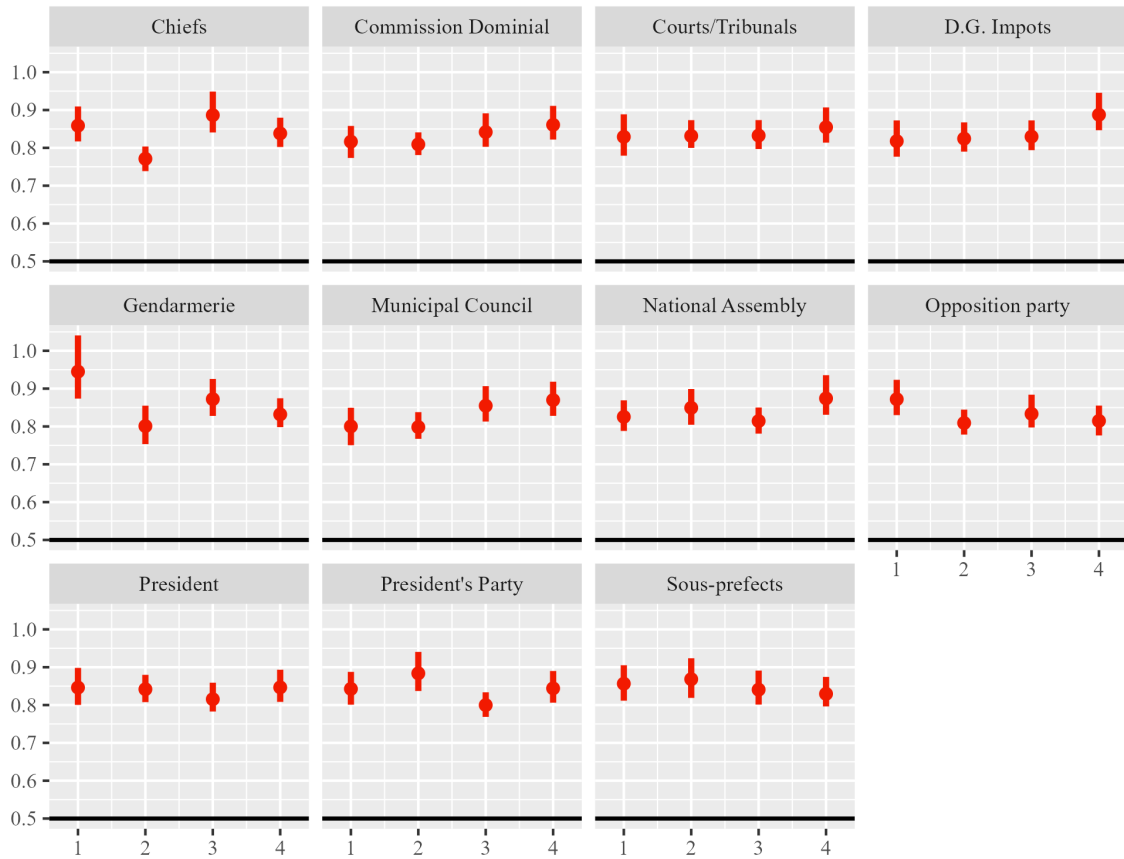 Chiefs
Commission Dominial
Courts/Tribunals
D.G. Impots
1.0
0.9
0.8
0.7
0.6
0.5
Gendarmerie
Municipal Council
National Assembly
Opposition party
1.0
0.9
0.8
0.7
0.6
0.5
1 2 3 4
President
President's Party
Sous-prefects
1.0
0.9
0.8
0.7
0.6
0.5
1 2 3 4
1 2 3 4
1 2 3 4